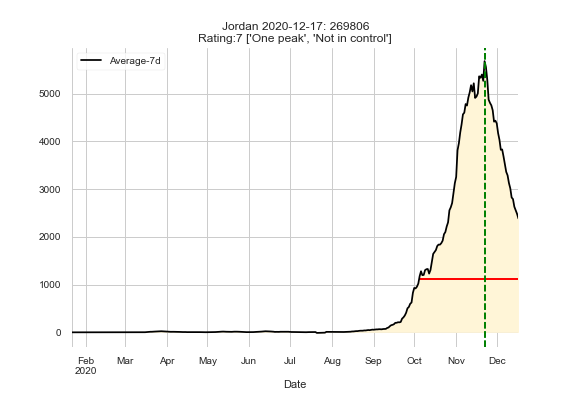 Jordan 2020-12-17: 269806
Rating:7 ['One peak', 'Not in control']
Average-7d
5000
4000
3000
2000
1000
0
Feb Mar Apr May Jun Jul Aug Sep Oct Nov Dec
2020
Date